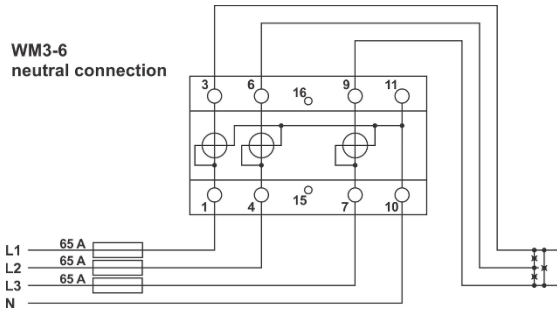 WM3-6
neutral connection
3 6 9 11
16
15
1 4 7 10
L1 65 A
L2 65 A
L3 65 A
N